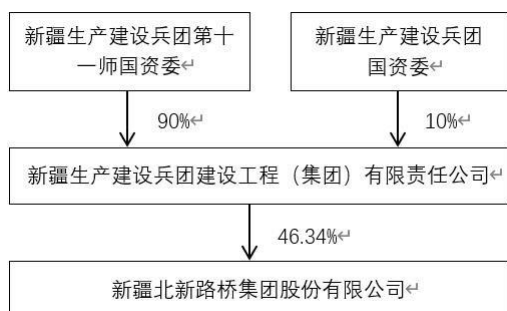 新疆生产建设兵团第十
一师国资委↵
新疆生产建设兵团
国资委↵
90%↵
10%↵
新疆生产建设兵团建设工程（集团）有限责任公司↵
46.34%↵
新疆北新路桥集团股份有限公司↵